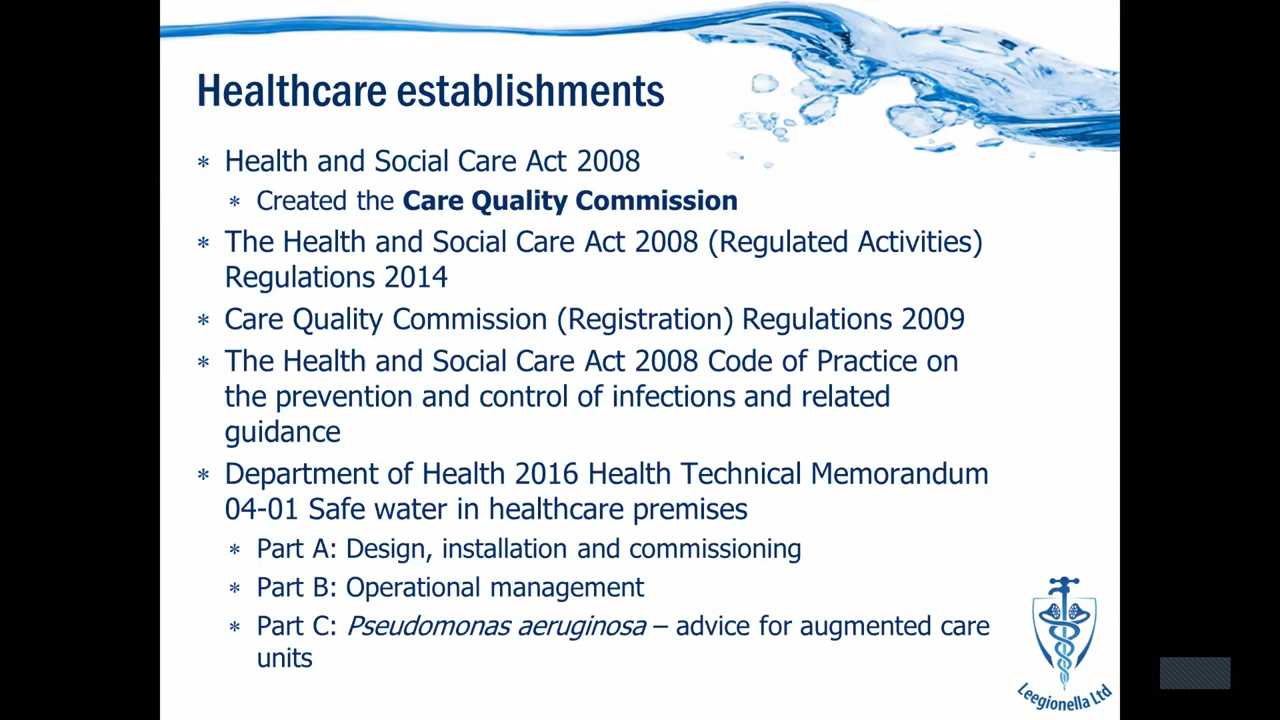 Healthcare establishments
* Health and Social Care Act 2008
* Created the Care Quality Commission
* The Health and Social Care Act 2008 (Regulated Activities)
Regulations 2014
* Care Quality Commission (Registration) Regulations 2009
* The Health and Social Care Act 2008 Code of Practice on
the prevention and control of infections and related
guidance
* Department of Health 2016 Health Technical Memorandum
04-01 Safe water in healthcare premises
* Part A: Design, installation and commissioning
* Part B: Operational management
* Part C: Pseudomonas aeruginosa – advice for augmented care
units
Leegionella Ltd